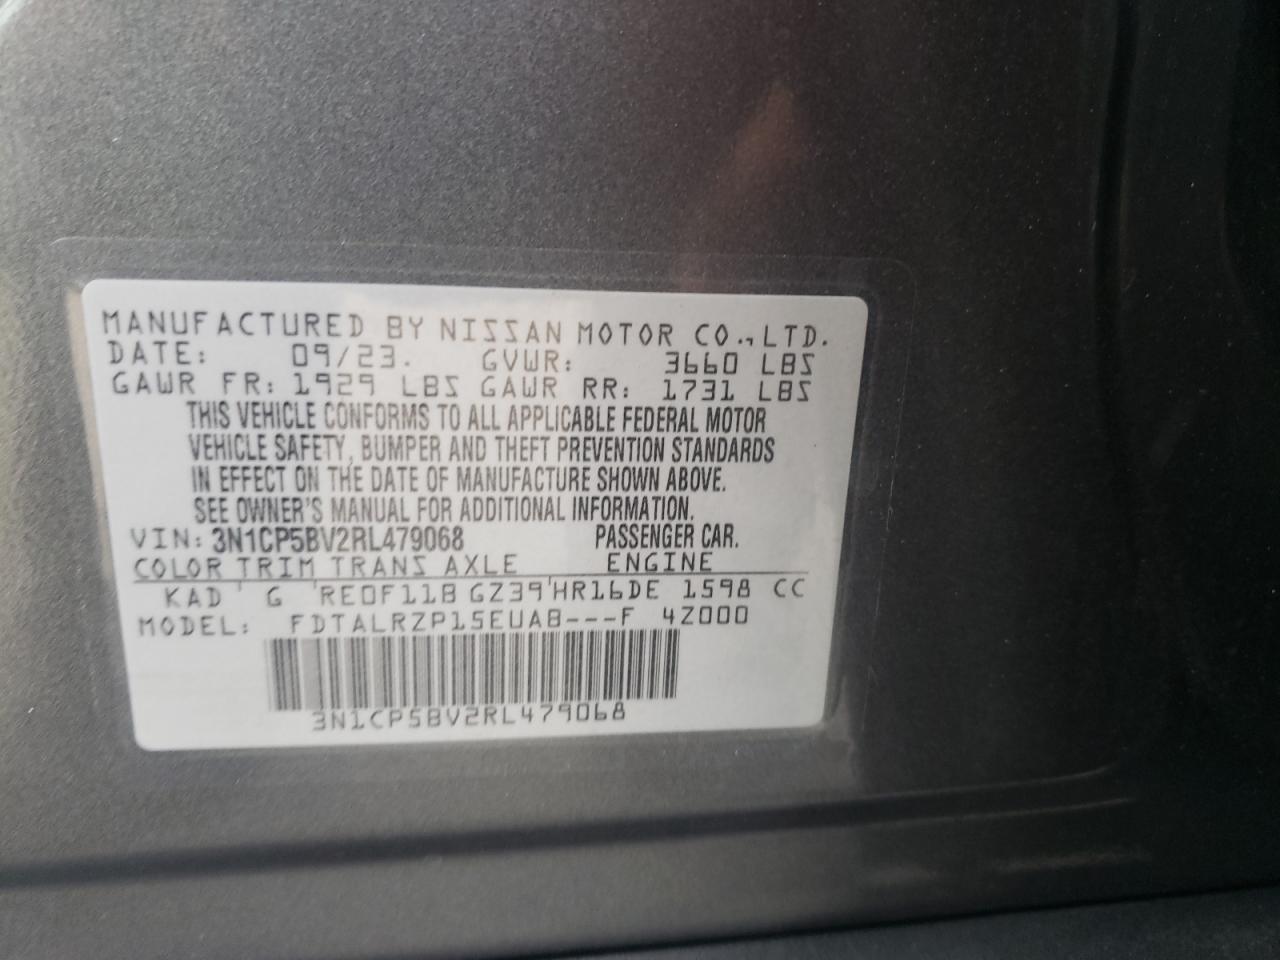 MANUFACTURED BY NISSAN MOTOR CO., LTD.
DATE: 09/23. GVWR: 3660 LBS
GAWR FR: 1929 LBS GAWR RR: 1731 LBS
THIS VEHICLE CONFORMS TO ALL APPLICABLE FEDERAL MOTOR
VEHICLE SAFETY, BUMPER AND THEFT PREVENTION STANDARDS
IN EFFECT ON THE DATE OF MANUFACTURE SHOWN ABOVE.
SEE OWNER'S MANUAL FOR ADDITIONAL INFORMATION.
VIN: 3N1CP5BV2RL479068 PASSENGER CAR.
COLOR TRIM TRANS AXLE ENGINE
KAD ' G 'RE0F11B GZ39'HR16DE 1598 CC
MODEL: FDTALRZP15EUAB---F 4Z000
3N1CP5BV2RL479068